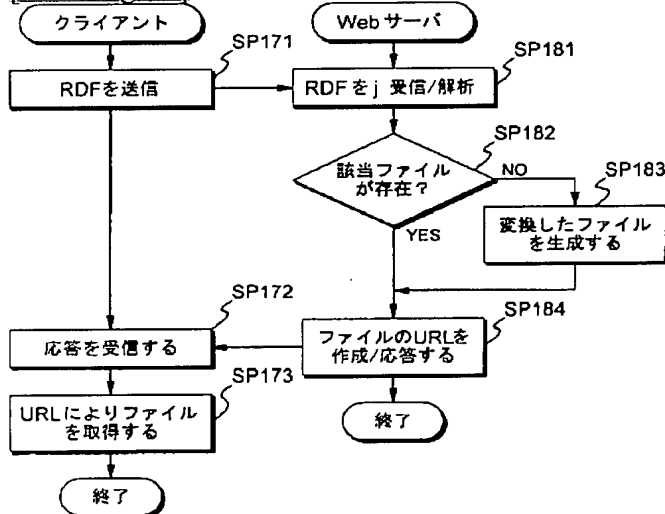 クライアント
Webサーバ
SP171
RDFを送信
SP181
RDFをj 受信/解析
SP182
該当ファイル
が存在?
NO
YES
SP183
変換したファイル
を生成する
SP172
応答を受信する
SP184
ファイルのURLを
作成/応答する
SP173
URLによりファイル
を取得する
終了
終了